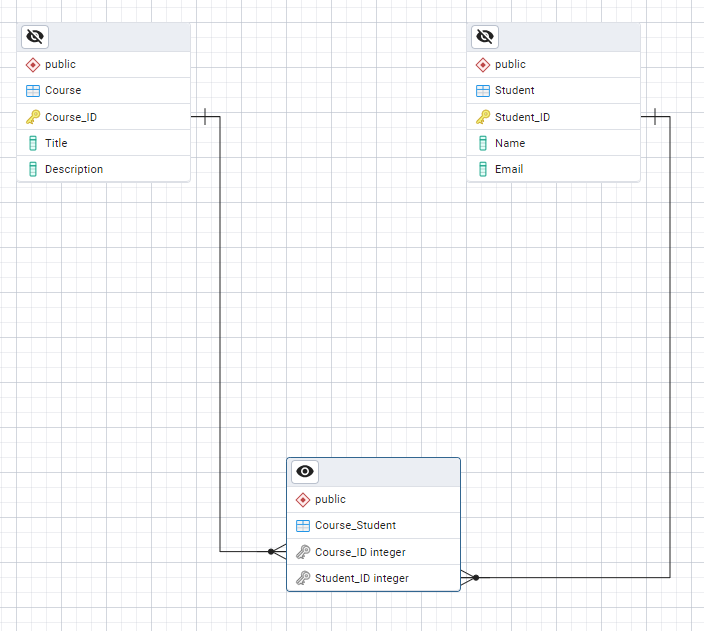 public
Course
Course_ID
Title
Description
public
Student
Student_ID
Name
Email
public
Course_Student
Course_ID integer
Student_ID integer